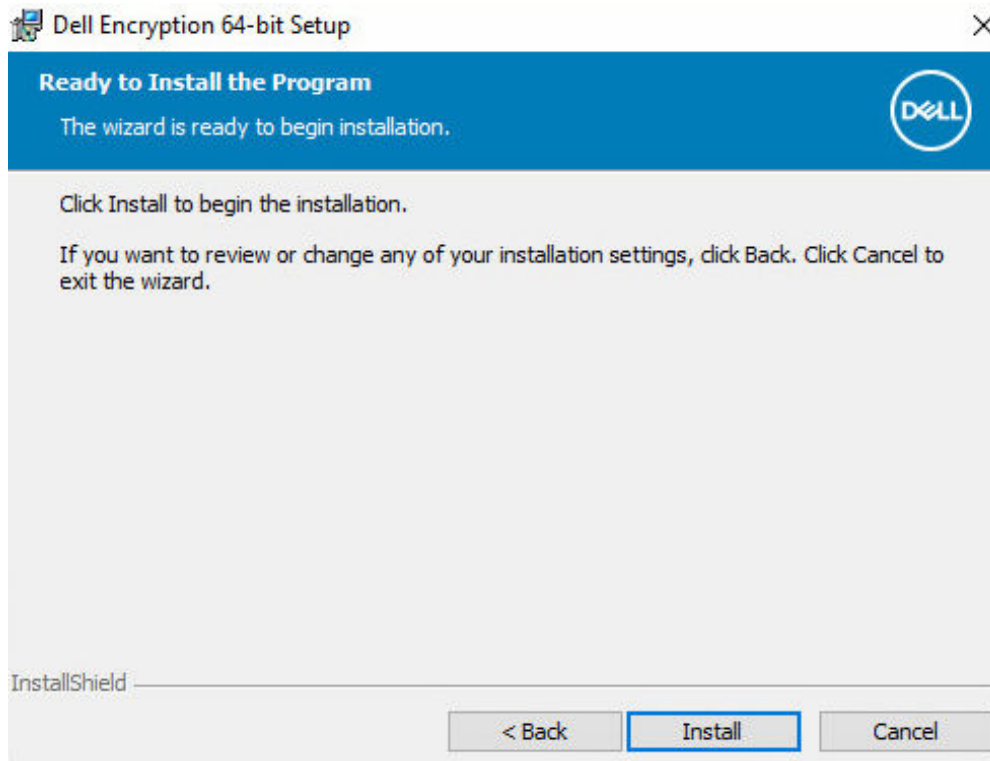 Dell Encryption 64-bit Setup
Ready to Install the Program
The wizard is ready to begin installation.
DELL
Click Install to begin the installation.
If you want to review or change any of your installation settings, click Back. Click Cancel to
exit the wizard.
InstallShield
< Back
Install
Cancel